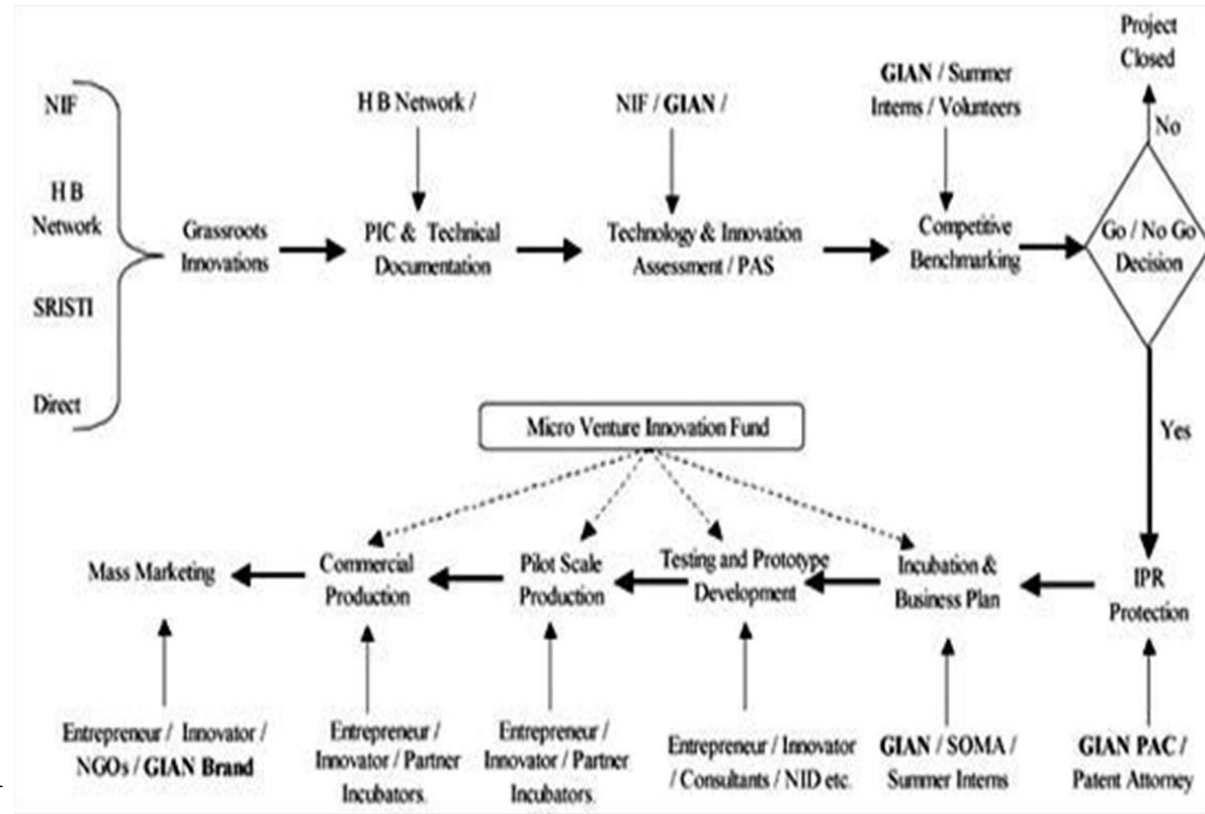 Project
Closed
NIF
H B Network /
NIF / GIAN /
GIAN / Summer
Interns / Volunteers
No
H B
Network
Grassroots
Innovations
PIC & Technical
Documentation
Technology & Innovation
Assessment / PAS
Competitive
Benchmarking
Go / No Go
Decision
SRISTI
Direct
Micro Venture Innovation Fund
Yes
Mass Marketing
Commercial
Production
Pilot Scale
Production
Testing and Prototype
Development
Incubation &
Business Plan
IPR
Protection
Entrepreneur / Innovator /
NGOs / GIAN Brand
Entrepreneur /
Innovator / Partner
Incubators.
Entrepreneur /
Innovator / Partner
Incubators.
Entrepreneur / Innovator
/ Consultants / NID etc.
GIAN / SOMA /
Summer Interns
GIAN PAC /
Patent Attorney